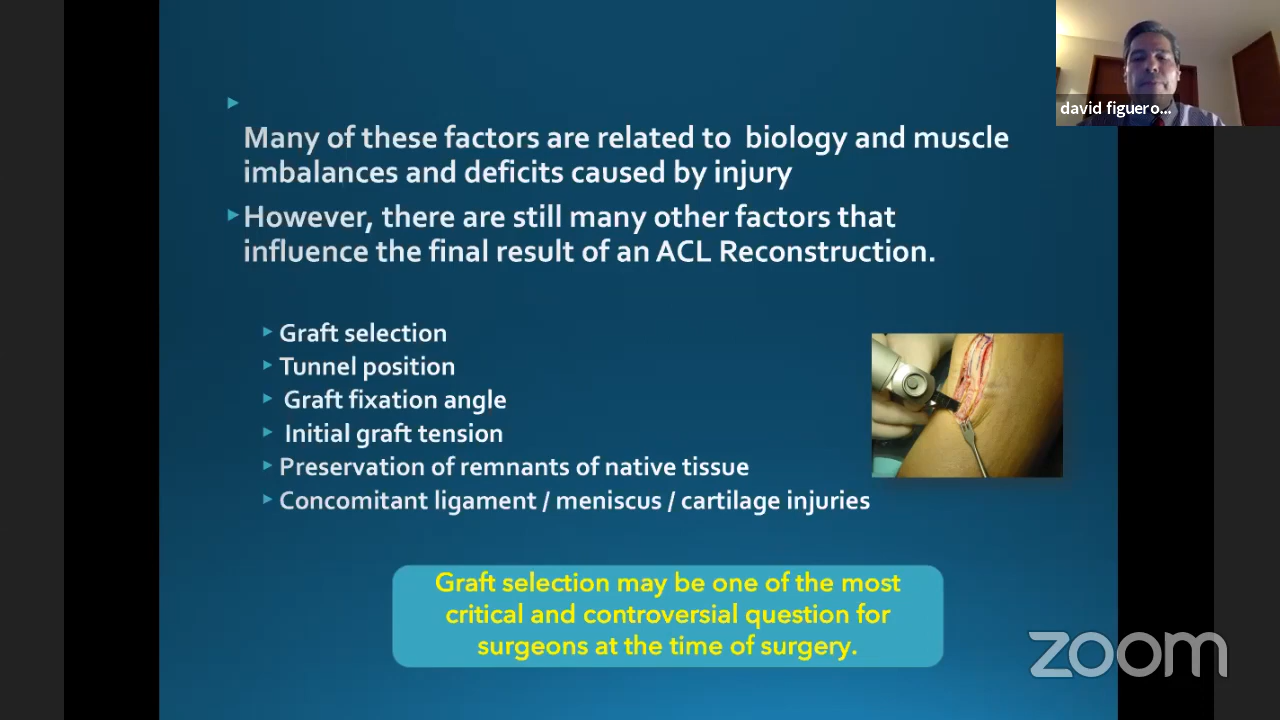 david figuero...
Many of these factors are related to biology and muscle
imbalances and deficits caused by injury
However, there are still many other factors that
influence the final result of an ACL Reconstruction.
Graft selection
Tunnel position
Graft fixation angle
Initial graft tension
Preservation of remnants of native tissue
Concomitant ligament / meniscus / cartilage injuries
Graft selection may be one of the most
critical and controversial question for
surgeons at the time of surgery.
zoom